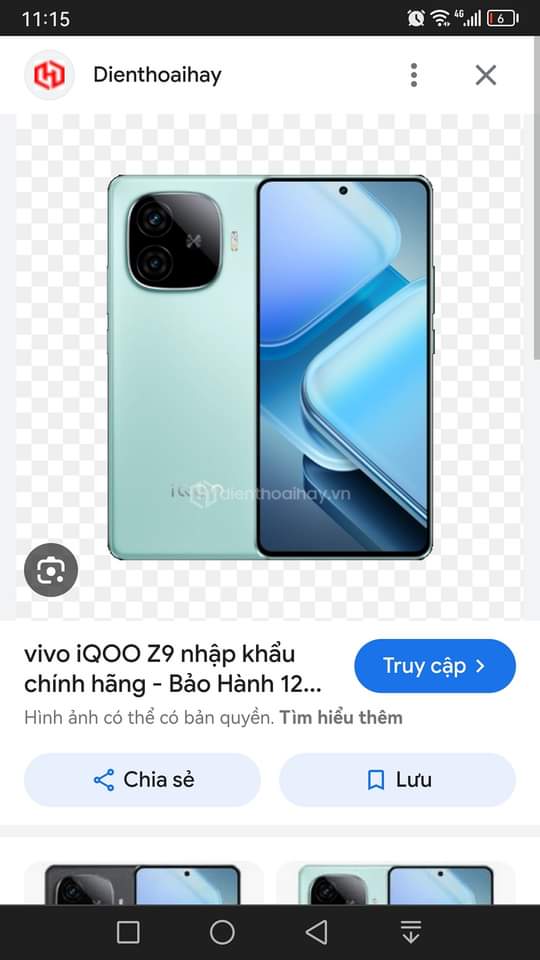 11:15
4G
6
Dienthoaihay
dienthoaihay.vn
vivo iQOO Z9 nhập khẩu
chính hãng - Bảo Hành 12...
Truy cập
Hình ảnh có thể có bản quyền. Tìm hiểu thêm
Chia sẻ
Lưu